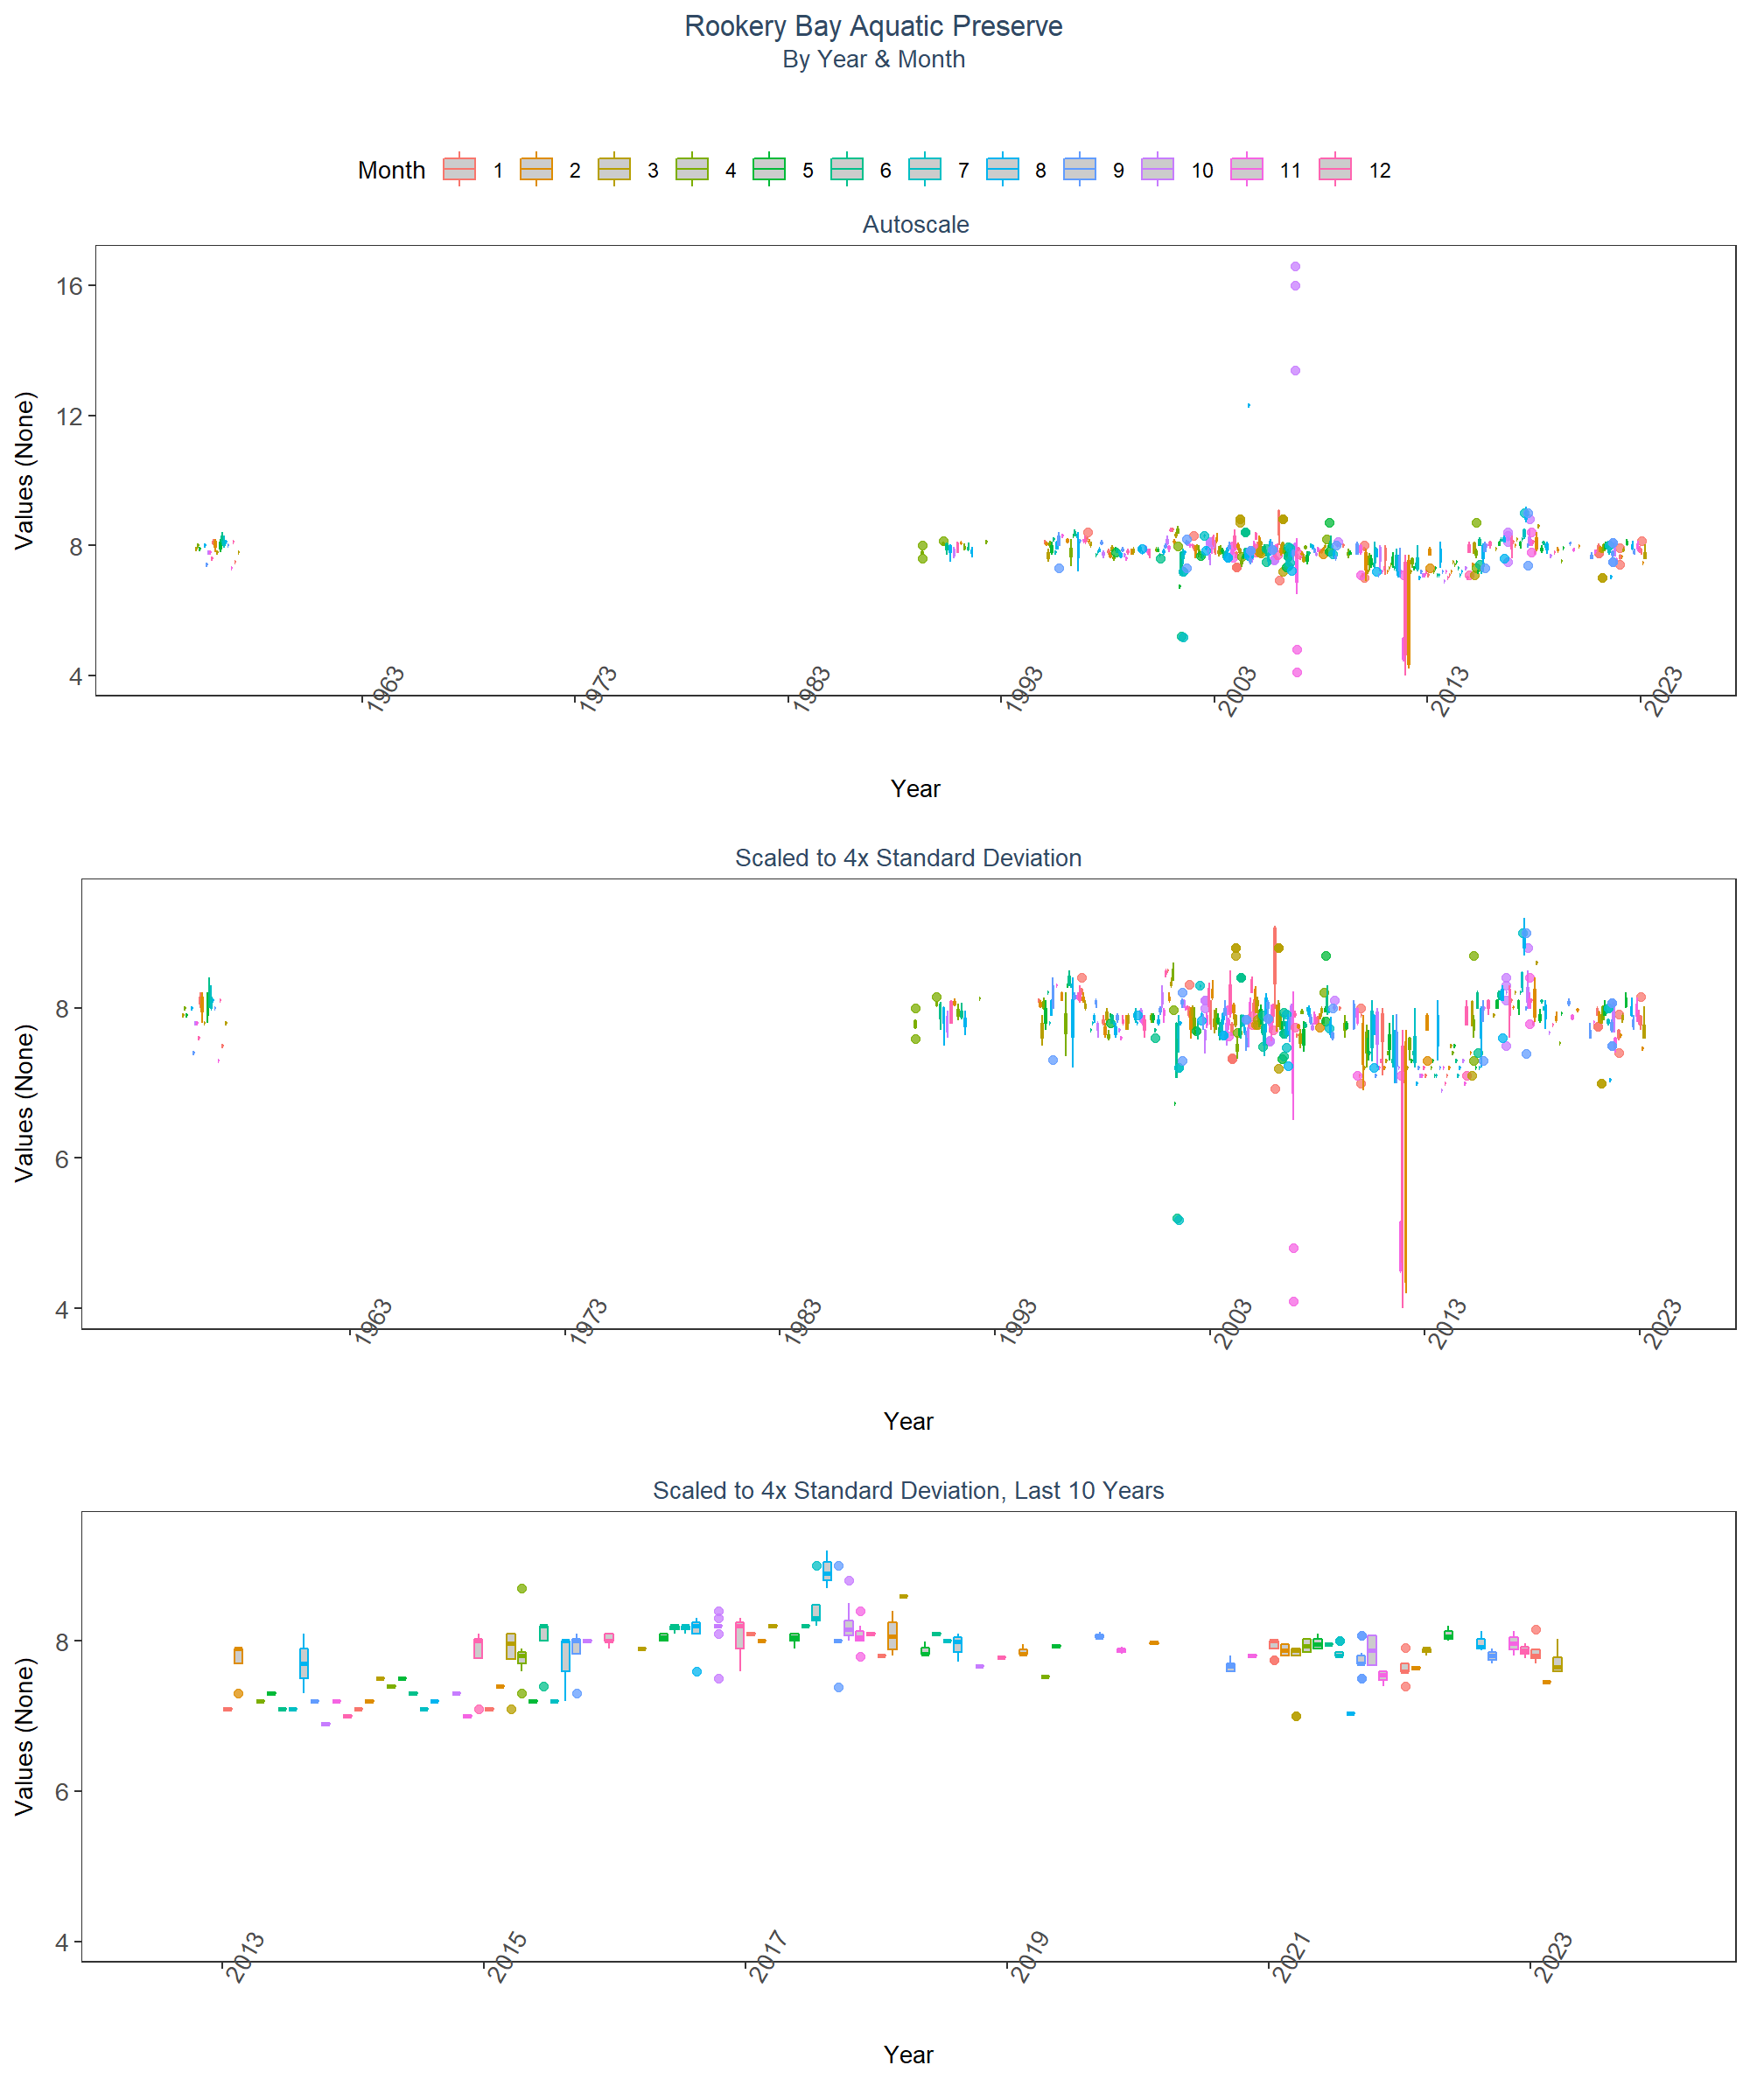 Rookery Bay Aquatic Preserve
By Year & Month
Month 1 2 3 4 5 6 7 8 9 10 11 12
Autoscale
16
12
8
4
Values (None)
1963 1973 1983 1993 2003 2013 2023
Year
Scaled to 4x Standard Deviation
8
6
4
Values (None)
1963 1973 1983 1993 2003 2013 2023
Year
Scaled to 4x Standard Deviation, Last 10 Years
8
6
4
Values (None)
2013 2015 2017 2019 2021 2023
Year